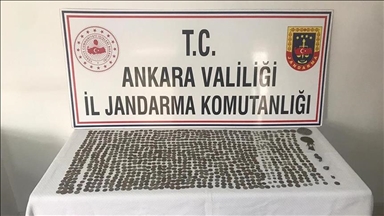 T.C.
ANKARA VALİLİĞİ
İL JANDARMA KOMUTANLIĞI